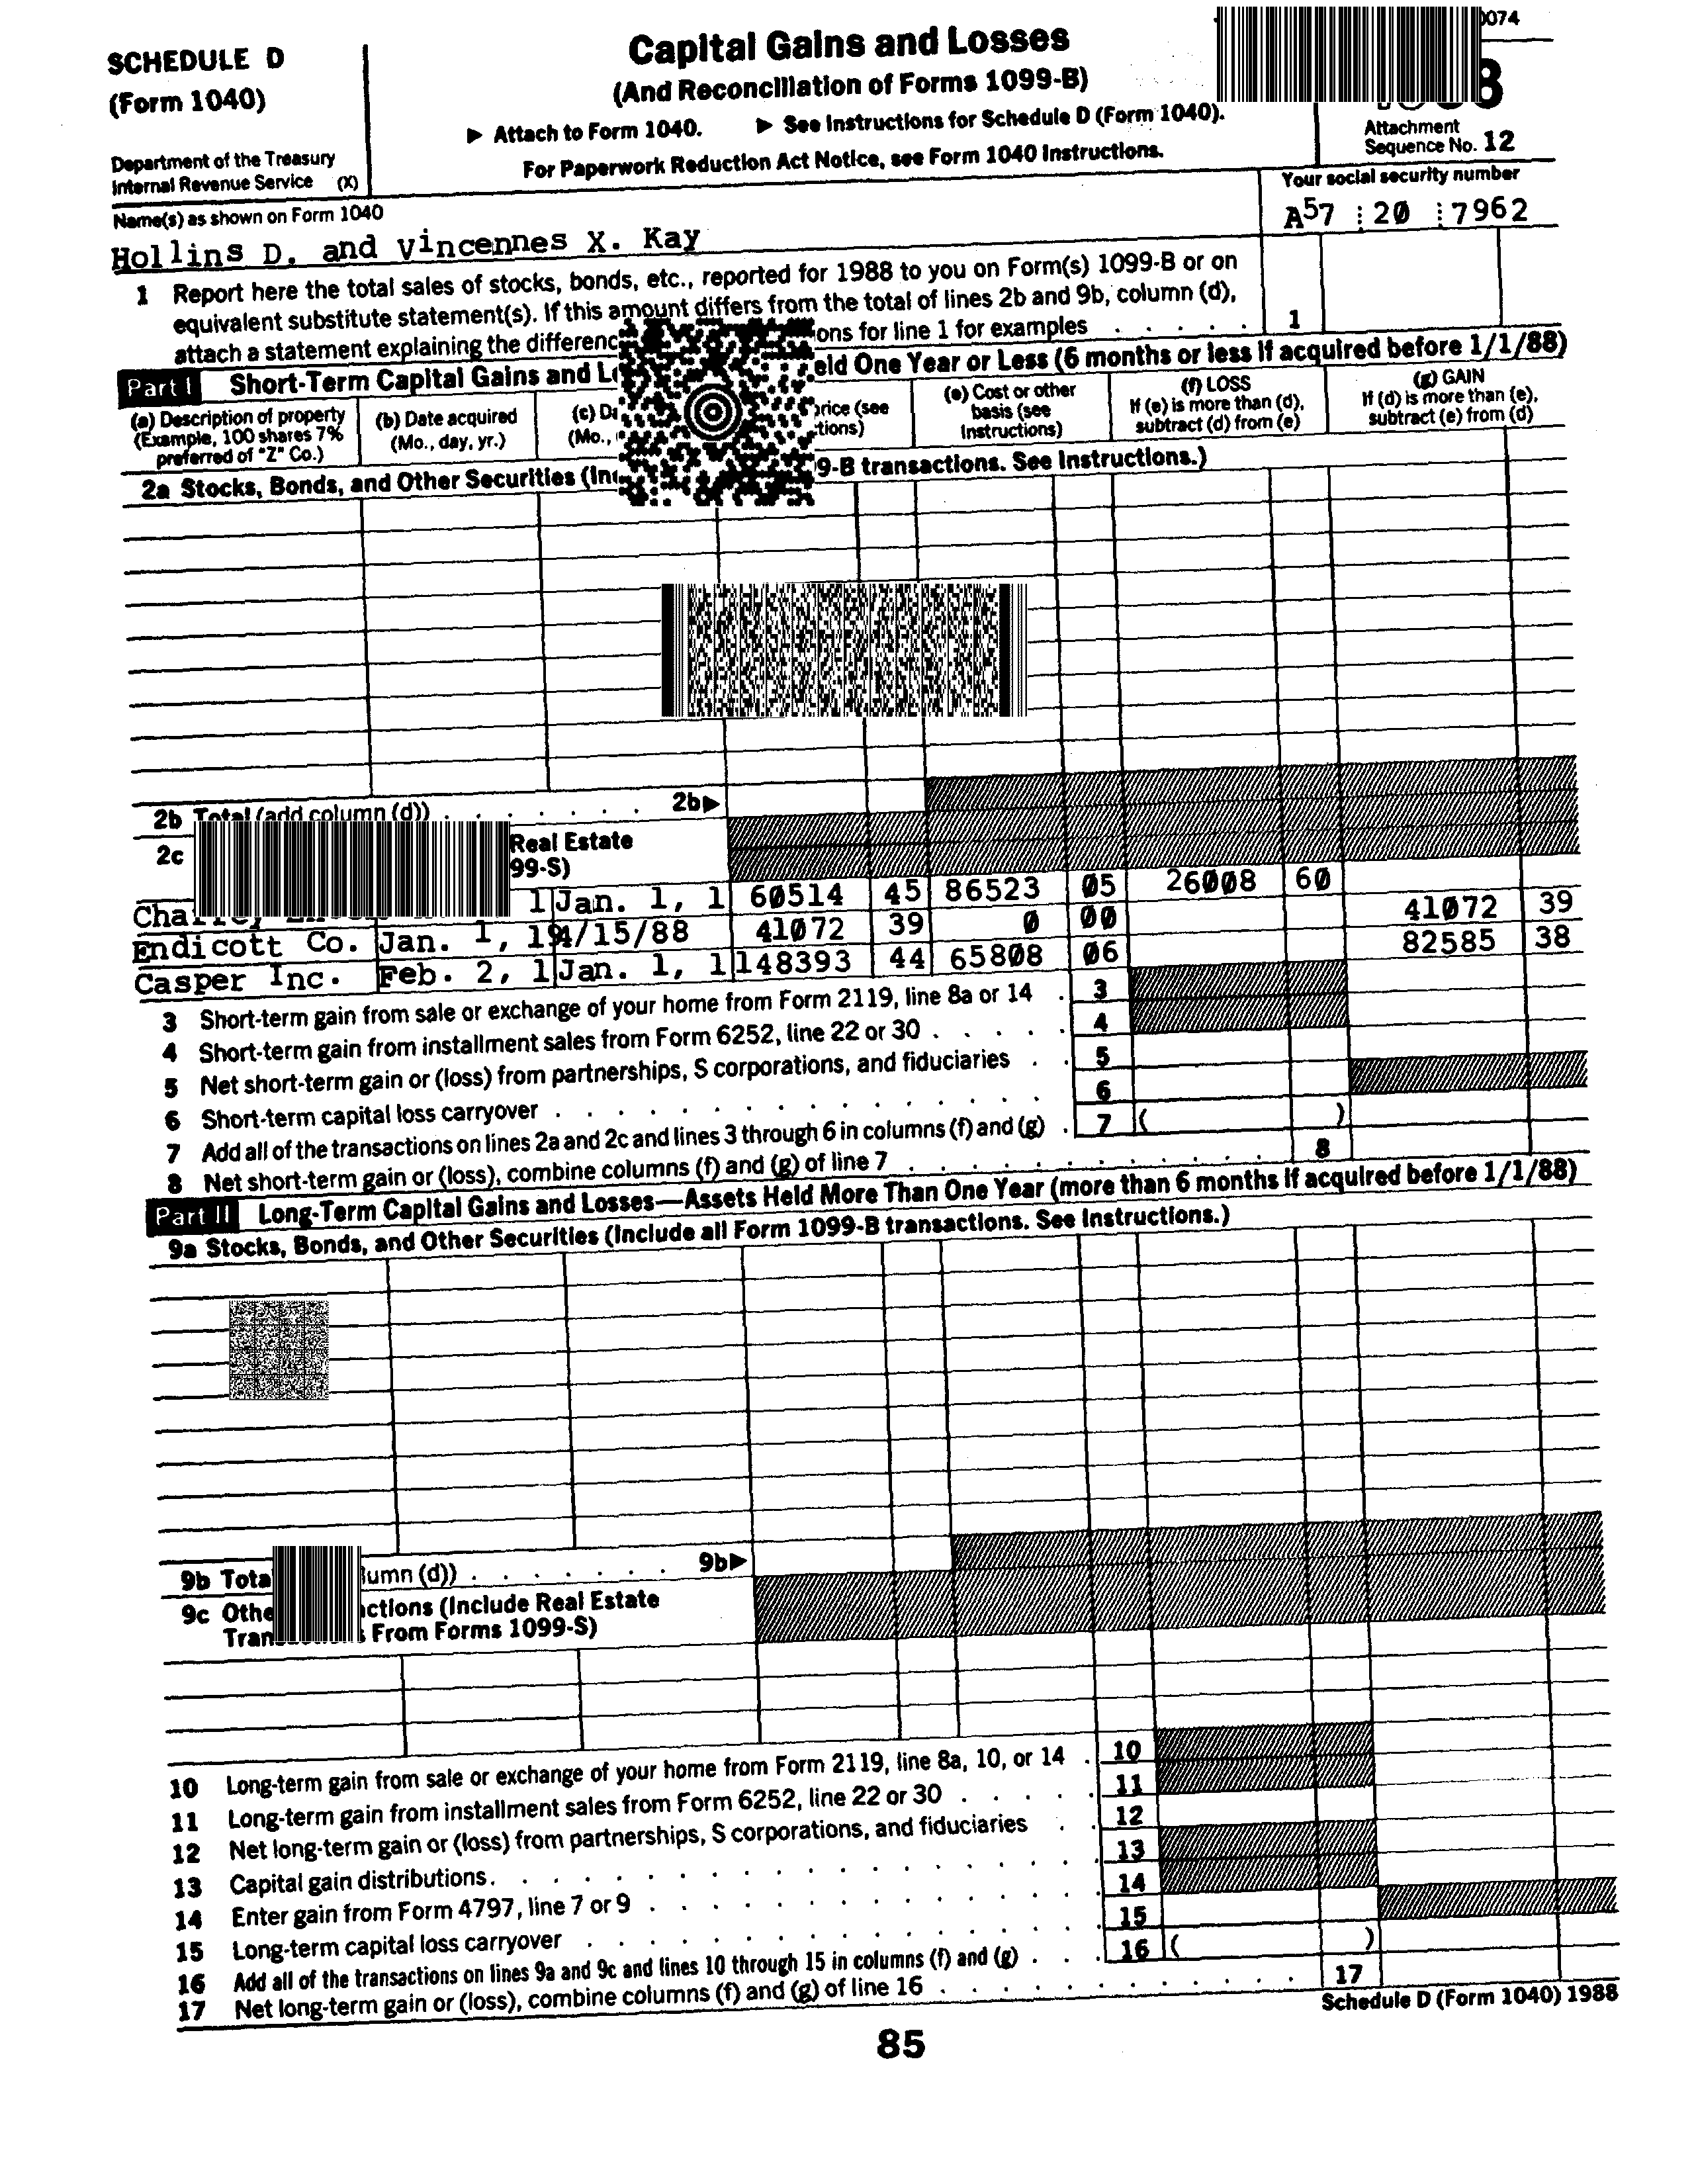 SCHEDULE D
(Form 1040)
Department of the Treasury
Internal Revenue Service (X)
Capital Gains and Losses
(And Reconciliation of Forms 1099-B)
▶ Attach to Form 1040. ▶ See Instructions for Schedule D (Form 1040).
For Paperwork Reduction Act Notice, see Form 1040 Instructions.
0074
8
Attachment
Sequence No. 12
Name(s) as shown on Form 1040
Hollins D. and Vincennes X. Kay
Your social security number
A57 20 7962
1 Report here the total sales of stocks, bonds, etc., reported for 1988 to you on Form(s) 1099-B or on
equivalent substitute statement(s). If this amount differs from the total of lines 2b and 9b, column (d),
attach a statement explaining the differenc ons for line 1 for examples . . . . . 1
Part I Short-Term Capital Gains and L eld One Year or Less (6 months or less if acquired before 1/1/88)
(a) Description of property
(Example, 100 shares 7%
preferred of "Z" Co.)
(b) Date acquired
(Mo., day, yr.)
(c) D
(Mo.,
price (see
tions)
(e) Cost or other
basis (see
Instructions)
(f) LOSS
If (e) is more than (d),
subtract (d) from (e)
(g) GAIN
If (d) is more than (e),
subtract (e) from (d)
2a Stocks, Bonds, and Other Securities (In 9-B transactions. See Instructions.)
2b Total (add column (d)) . . . . . . 2b▶
2c Real Estate
99-S)
1 Jan. 1, 1 60514 45 86523 05 26008 60
Endicott Co. Jan. 1, 19 4/15/88 41072 39 0 00 41072 39
Casper Inc. Feb. 2, 1 Jan. 1, 1 148393 44 65808 06 82585 38
3 Short-term gain from sale or exchange of your home from Form 2119, line 8a or 14 . 3
4 Short-term gain from installment sales from Form 6252, line 22 or 30 . . . . . 4
5 Net short-term gain or (loss) from partnerships, S corporations, and fiduciaries . . 5
6 Short-term capital loss carryover . . . . . . . . . . . . . . . 6
7 Add all of the transactions on lines 2a and 2c and lines 3 through 6 in columns (f) and (g) . 7 ( )
8 Net short-term gain or (loss), combine columns (f) and (g) of line 7 . . . . . . . . . . . . 8
Part II Long-Term Capital Gains and Losses—Assets Held More Than One Year (more than 6 months if acquired before 1/1/88)
9a Stocks, Bonds, and Other Securities (Include all Form 1099-B transactions. See Instructions.)
9b Tota lumn (d)) . . . . . . . 9b▶
9c Othe ctions (Include Real Estate
Tran s From Forms 1099-S)
10 Long-term gain from sale or exchange of your home from Form 2119, line 8a, 10, or 14 . 10
11 Long-term gain from installment sales from Form 6252, line 22 or 30 . . . . . 11
12 Net long-term gain or (loss) from partnerships, S corporations, and fiduciaries . . 12
13 Capital gain distributions . . . . . . . . . . . . . . . . . 13
14 Enter gain from Form 4797, line 7 or 9 . . . . . . . . . . . . 14
15 Long-term capital loss carryover . . . . . . . . . . . . . . 15
16 Add all of the transactions on lines 9a and 9c and lines 10 through 15 in columns (f) and (g) . . . 16 ( )
17 Net long-term gain or (loss), combine columns (f) and (g) of line 16 . . . . . . . . . . . 17
Schedule D (Form 1040) 1988
85